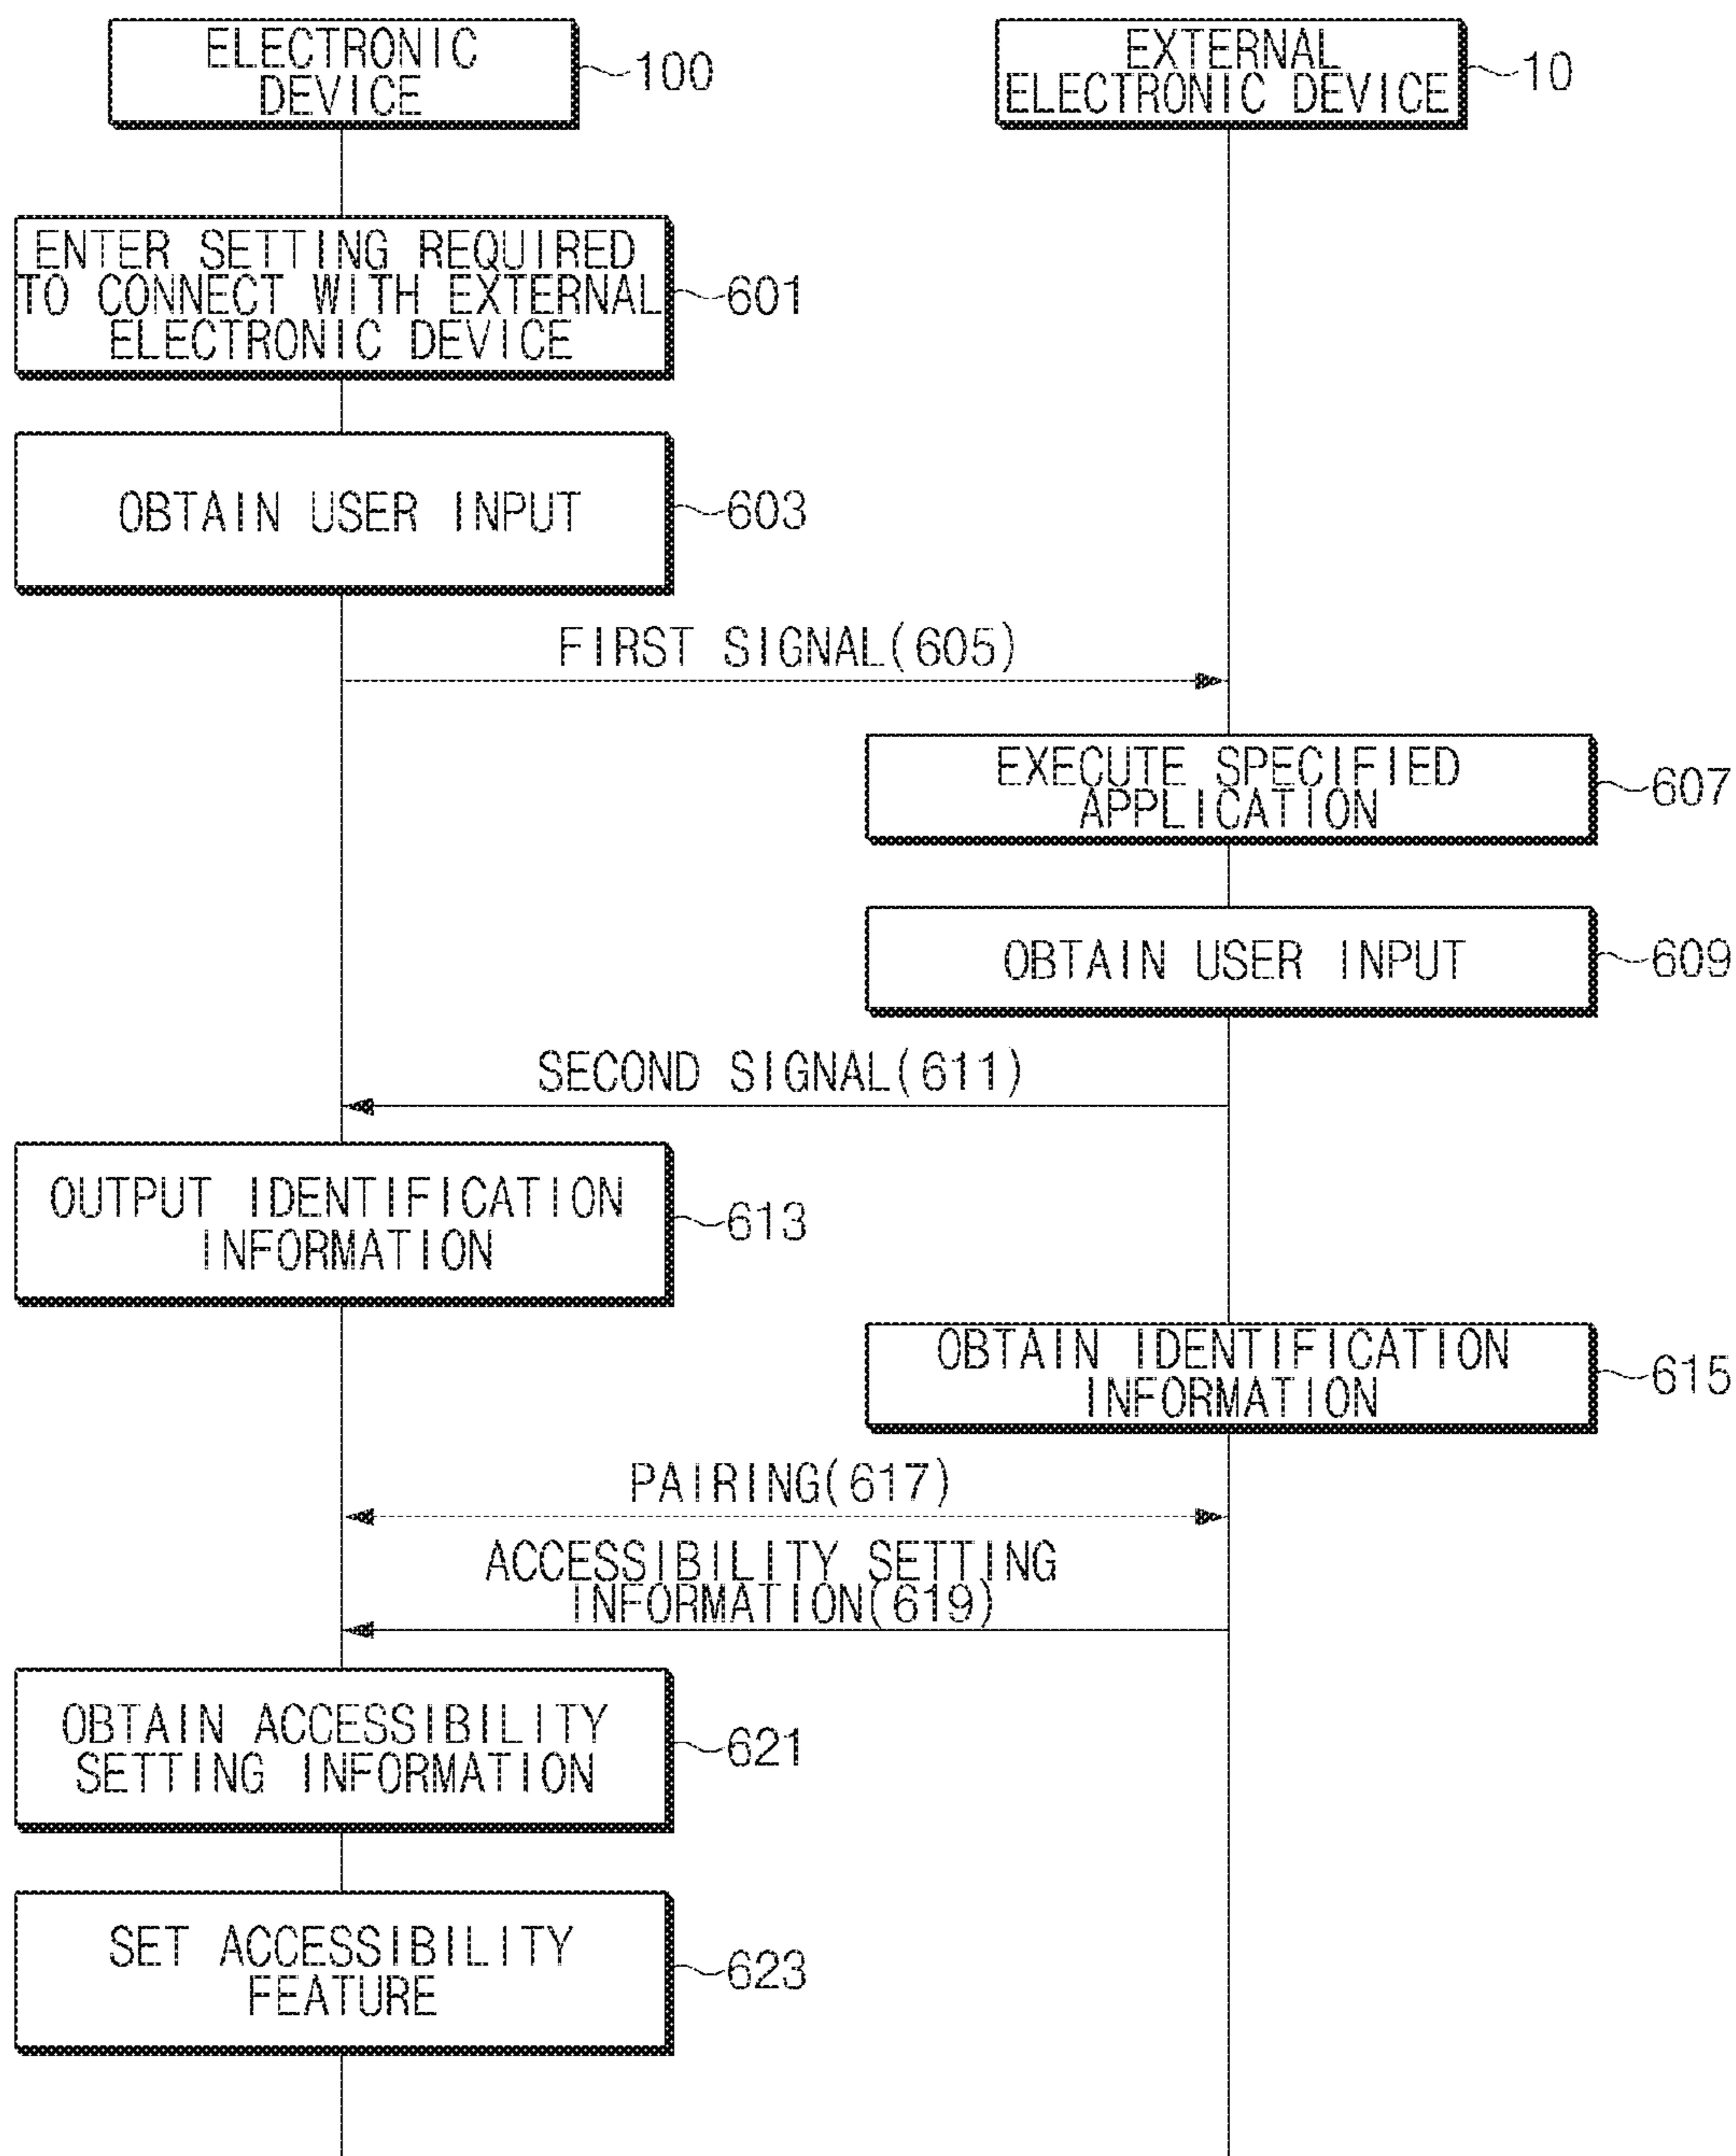 ELECTRONIC
DEVICE
100
EXTERNAL
ELECTRONIC DEVICE
10
ENTER SETTING REQUIRED
TO CONNECT WITH EXTERNAL
ELECTRONIC DEVICE
601
OBTAIN USER INPUT
603
FIRST SIGNAL(605)
EXECUTE SPECIFIED
APPLICATION
607
OBTAIN USER INPUT
609
SECOND SIGNAL(611)
OUTPUT IDENTIFICATION
INFORMATION
613
OBTAIN IDENTIFICATION
INFORMATION
615
PAIRING(617)
ACCESSIBILITY SETTING
INFORMATION(619)
OBTAIN ACCESSIBILITY
SETTING INFORMATION
621
SET ACCESSIBILITY
FEATURE
623